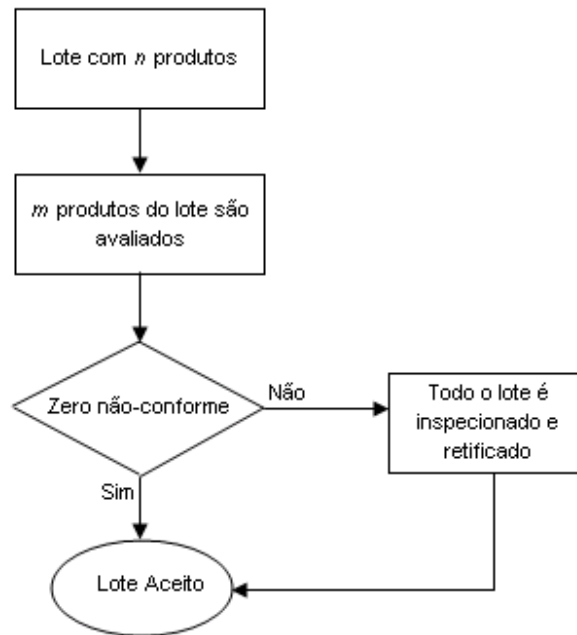 Lote com n produtos
m produtos do lote são
avaliados
Zero não-conforme
Não
Todo o lote é
inspecionado e
retificado
Sim
Lote Aceito